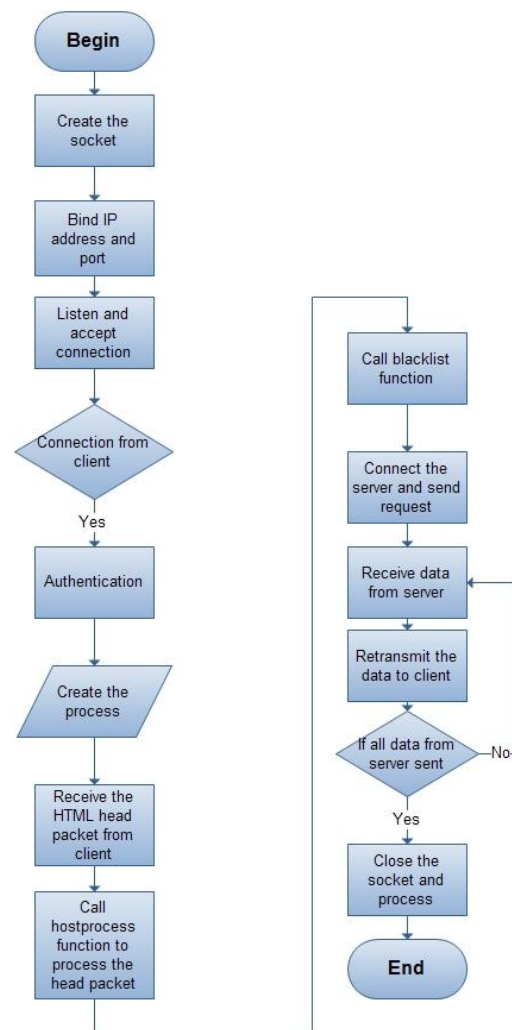 Begin
Create the
socket
Bind IP
address and
port
Listen and
accept
connection
Connection from
client
Yes
Authentication
Create the
process
Receive the
HTML head
packet from
client
Call
hostprocess
function to
process the
head packet
Call blacklist
function
Connect the
server and send
request
Receive data
from server
Retransmit the
data to client
If all data from
server sent
No
Yes
Close the
socket and
process
End